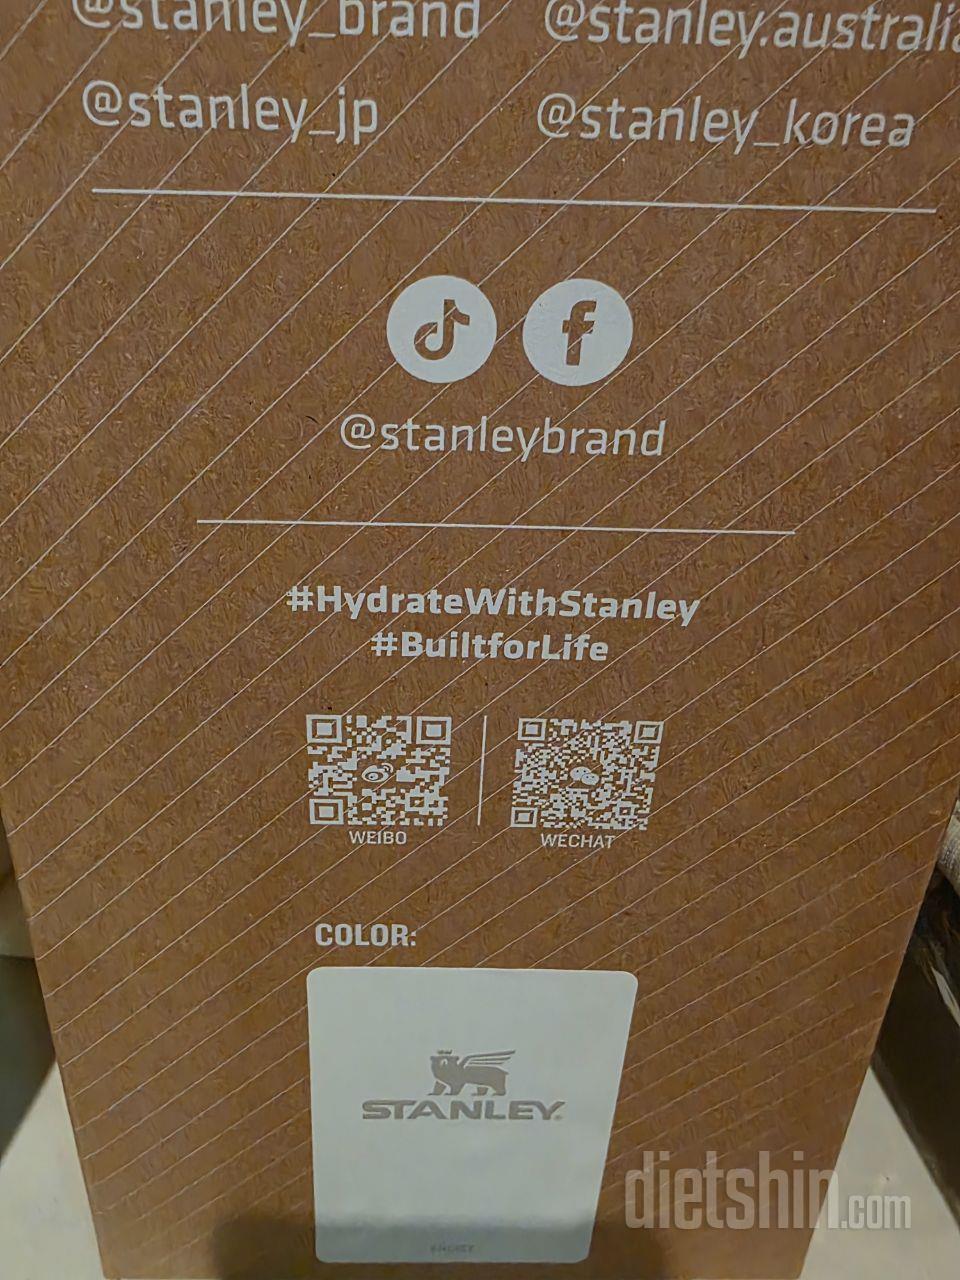 @stanley_brand @stanley.australia
@stanley_jp @stanley_korea
@stanleybrand
#HydrateWithStanley
#BuiltforLife
WEIBO WECHAT
COLOR:
STANLEY
dietshin.com